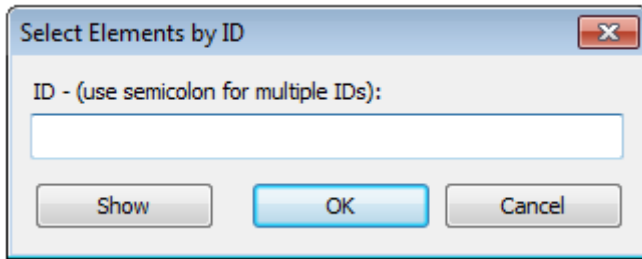 Select Elements by ID
ID - (use semicolon for multiple IDs):
Show OK Cancel